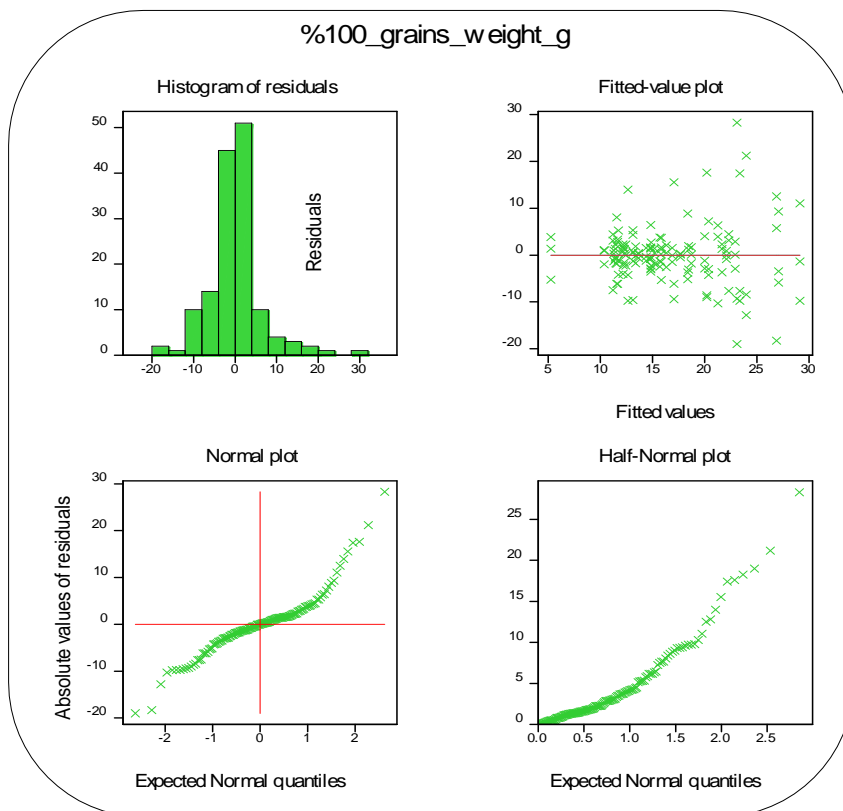 %100_grains_weight_g
Histogram of residuals
Fitted-value plot
50
40
30
20
10
0
-20 -10 0 10 20 30
Residuals
30
20
10
0
-10
-20
5 10 15 20 25 30
Fitted values
Normal plot
Half-Normal plot
Absolute values of residuals
30
20
10
0
-10
-20
-2 -1 0 1 2
Expected Normal quantiles
25
20
15
10
5
0
0.0 0.5 1.0 1.5 2.0 2.5
Expected Normal quantiles